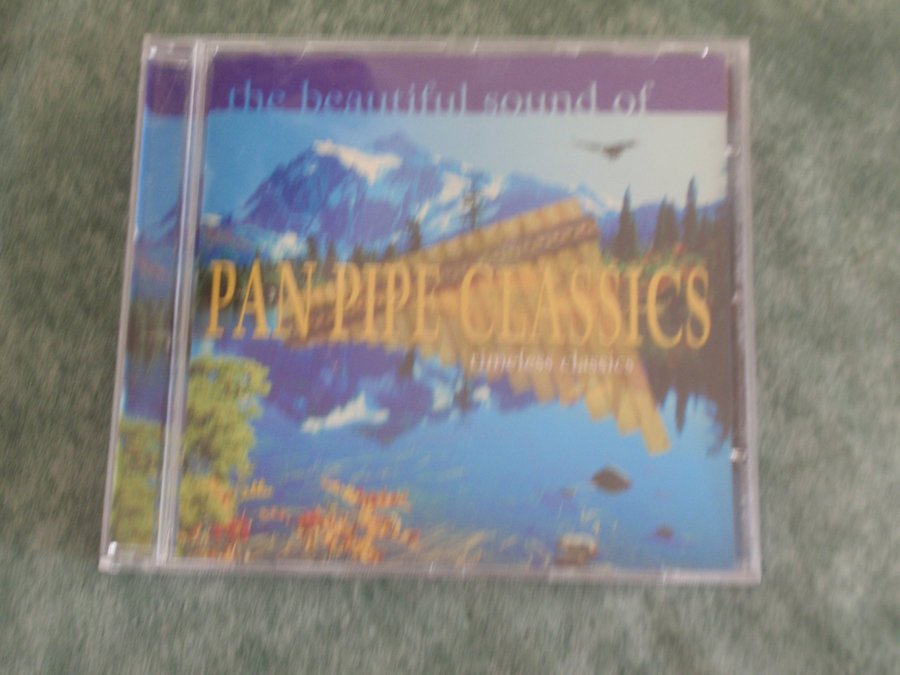 the beautiful sound of
PAN PIPE CLASSICS
timeless classics